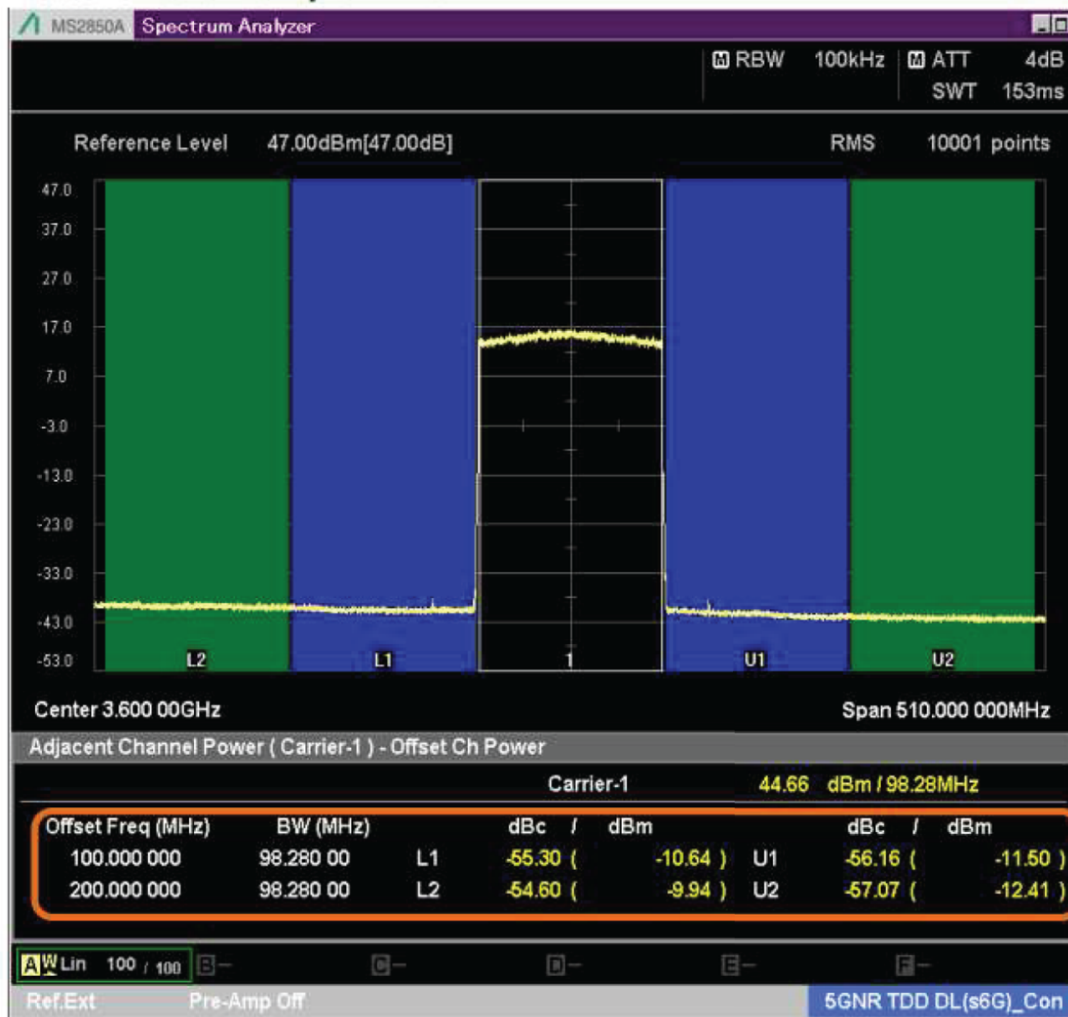 MS2850A Spectrum Analyzer
M RBW 100kHz M ATT 4dB
SWT 153ms
Reference Level 47.00dBm[47.00dB] RMS 10001 points
47.0
37.0
27.0
17.0
7.0
-3.0
-13.0
-23.0
-33.0
-43.0
-53.0
L2 L1 1 U1 U2
Center 3.600 00GHz Span 510.000 000MHz
Adjacent Channel Power ( Carrier-1 ) - Offset Ch Power
Carrier-1 44.66 dBm / 98.28MHz
Offset Freq (MHz) BW (MHz) dBc / dBm dBc / dBm
100.000 000 98.280 00 L1 -55.30 ( -10.64 ) U1 -56.16 ( -11.50 )
200.000 000 98.280 00 L2 -54.60 ( -9.94 ) U2 -57.07 ( -12.41 )
A W Lin 100 / 100 B- C- D- E- F-
Ref.Ext Pre-Amp Off 5GNR TDD DL(s6G)_Con